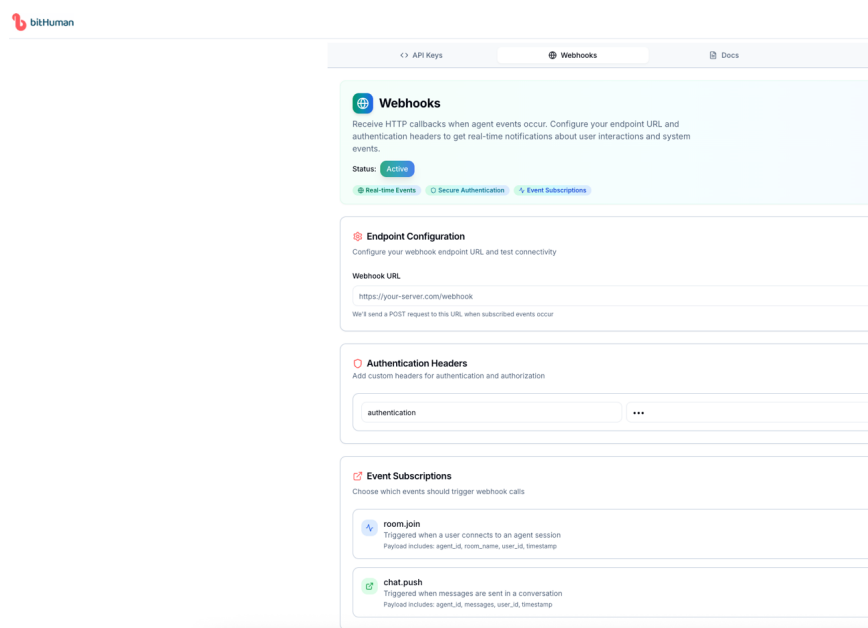 bitHuman
API Keys
Webhooks
Docs
Webhooks
Receive HTTP callbacks when agent events occur. Configure your endpoint URL and
authentication headers to get real-time notifications about user interactions and system
events.
Status: Active
Real-time Events
Secure Authentication
Event Subscriptions
Endpoint Configuration
Configure your webhook endpoint URL and test connectivity
Webhook URL
https://your-server.com/webhook
We'll send a POST request to this URL when subscribed events occur
Authentication Headers
Add custom headers for authentication and authorization
authentication
•••
Event Subscriptions
Choose which events should trigger webhook calls
room.join
Triggered when a user connects to an agent session
Payload includes: agent_id, room_name, user_id, timestamp
chat.push
Triggered when messages are sent in a conversation
Payload includes: agent_id, messages, user_id, timestamp